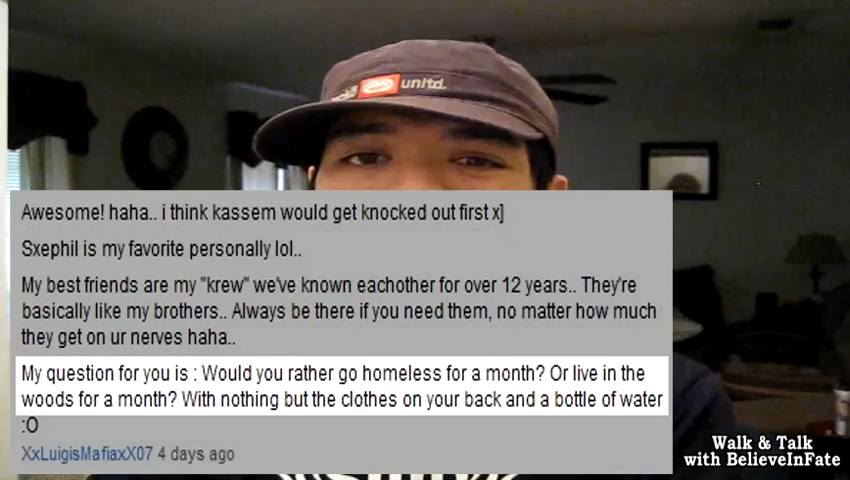 unltd.
Awesome! haha.. i think kassem would get knocked out first x]
Sxephil is my favorite personally lol..
My best friends are my "krew" we've known eachother for over 12 years.. They're
basically like my brothers.. Always be there if you need them, no matter how much
they get on ur nerves haha..
My question for you is : Would you rather go homeless for a month? Or live in the
woods for a month? With nothing but the clothes on your back and a bottle of water
:O
XxLuigisMafiaxX07 4 days ago
Walk & Talk
with BelieveInFate